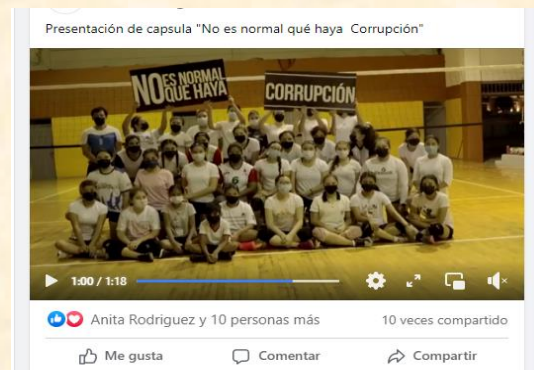 Presentación de capsula "No es normal qué haya Corrupción"
NO ES NORMAL
QUE HAYA
CORRUPCIÓN
1:00 / 1:18
Anita Rodriguez y 10 personas más
10 veces compartido
Me gusta
Comentar
Compartir